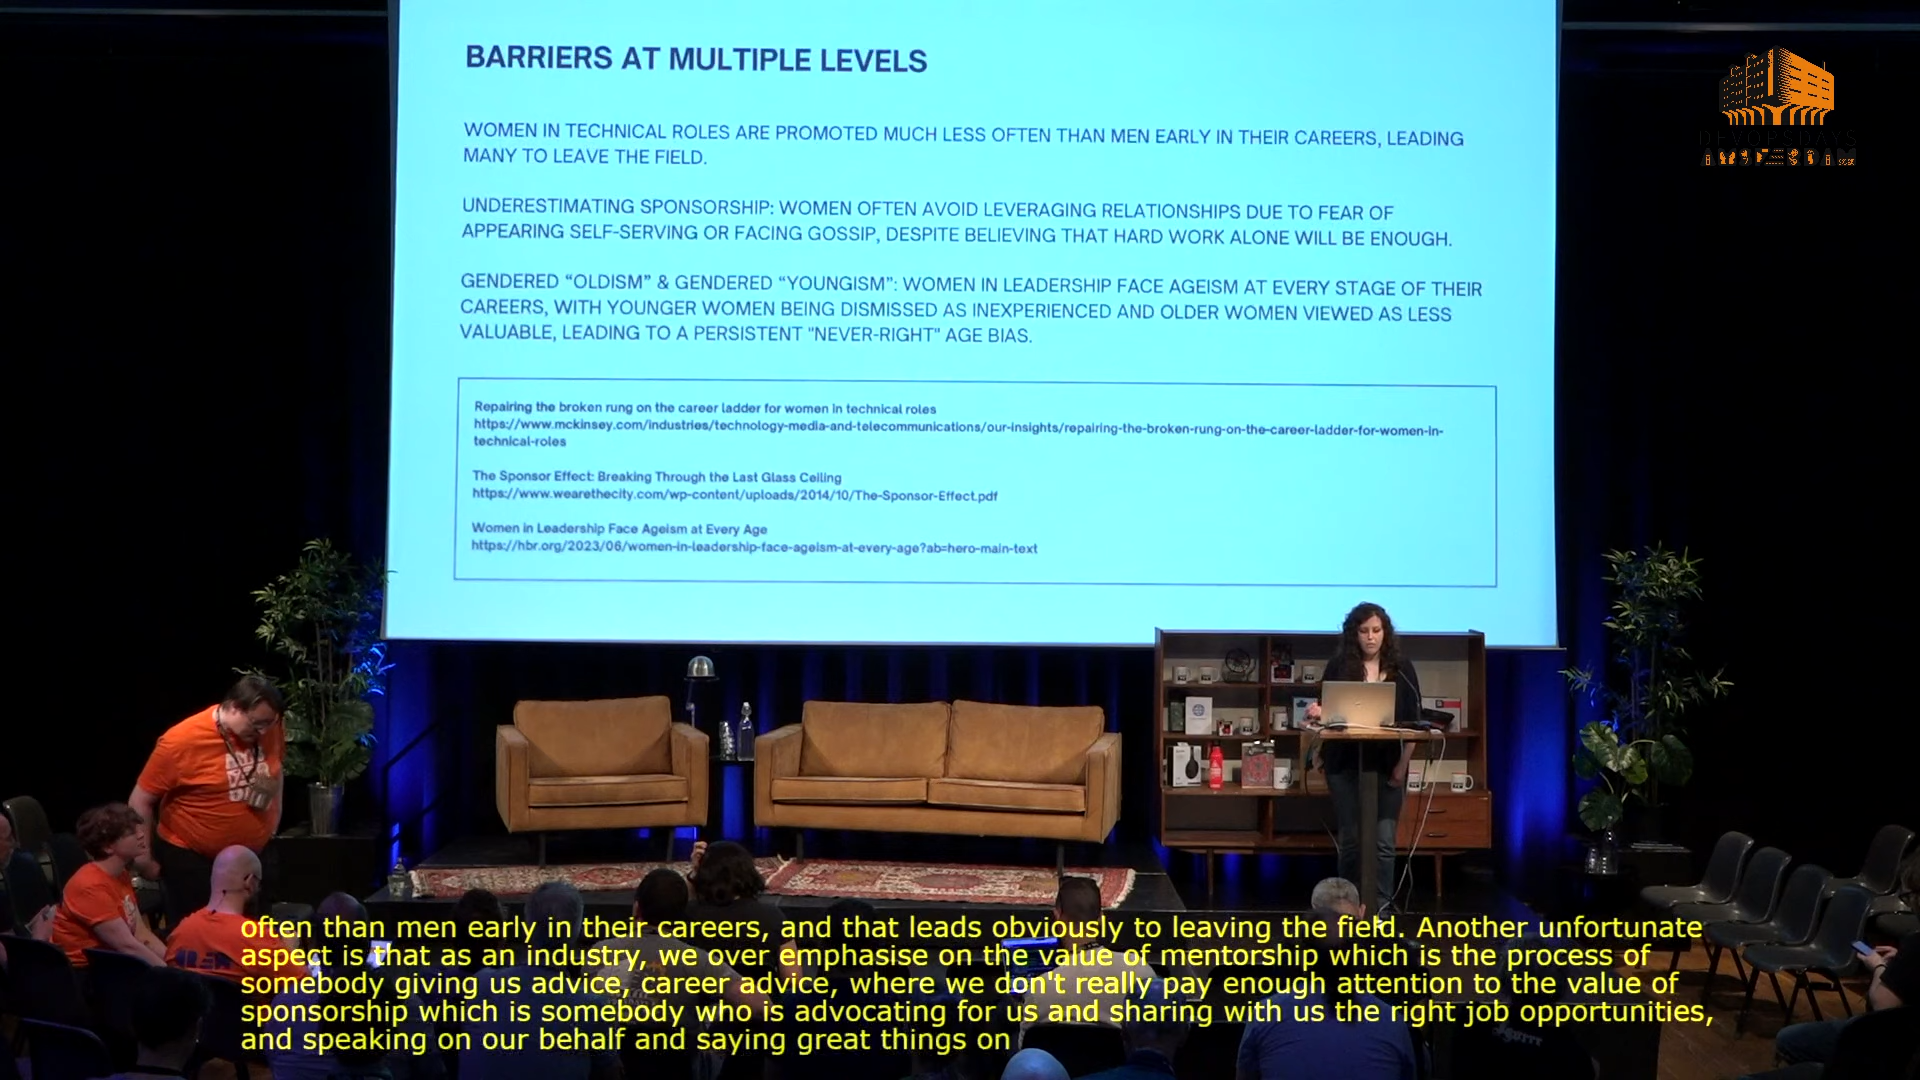 BARRIERS AT MULTIPLE LEVELS
WOMEN IN TECHNICAL ROLES ARE PROMOTED MUCH LESS OFTEN THAN MEN EARLY IN THEIR CAREERS, LEADING
MANY TO LEAVE THE FIELD.
UNDERESTIMATING SPONSORSHIP: WOMEN OFTEN AVOID LEVERAGING RELATIONSHIPS DUE TO FEAR OF
APPEARING SELF-SERVING OR FACING GOSSIP, DESPITE BELIEVING THAT HARD WORK ALONE WILL BE ENOUGH.
GENDERED “OLDISM” & GENDERED “YOUNGISM”: WOMEN IN LEADERSHIP FACE AGEISM AT EVERY STAGE OF THEIR
CAREERS, WITH YOUNGER WOMEN BEING DISMISSED AS INEXPERIENCED AND OLDER WOMEN VIEWED AS LESS
VALUABLE, LEADING TO A PERSISTENT "NEVER-RIGHT" AGE BIAS.
Repairing the broken rung on the career ladder for women in technical roles
https://www.mckinsey.com/industries/technology-media-and-telecommunications/our-insights/repairing-the-broken-rung-on-the-career-ladder-for-women-in-
technical-roles
The Sponsor Effect: Breaking Through the Last Glass Ceiling
https://www.wearethecity.com/wp-content/uploads/2014/10/The-Sponsor-Effect.pdf
Women in Leadership Face Ageism at Every Age
https://hbr.org/2023/06/women-in-leadership-face-ageism-at-every-age?ab=hero-main-text
DEVOPSDAYS
AMSTERDAM
often than men early in their careers, and that leads obviously to leaving the field. Another unfortunate
aspect is that as an industry, we over emphasise on the value of mentorship which is the process of
somebody giving us advice, career advice, where we don't really pay enough attention to the value of
sponsorship which is somebody who is advocating for us and sharing with us the right job opportunities,
and speaking on our behalf and saying great things on